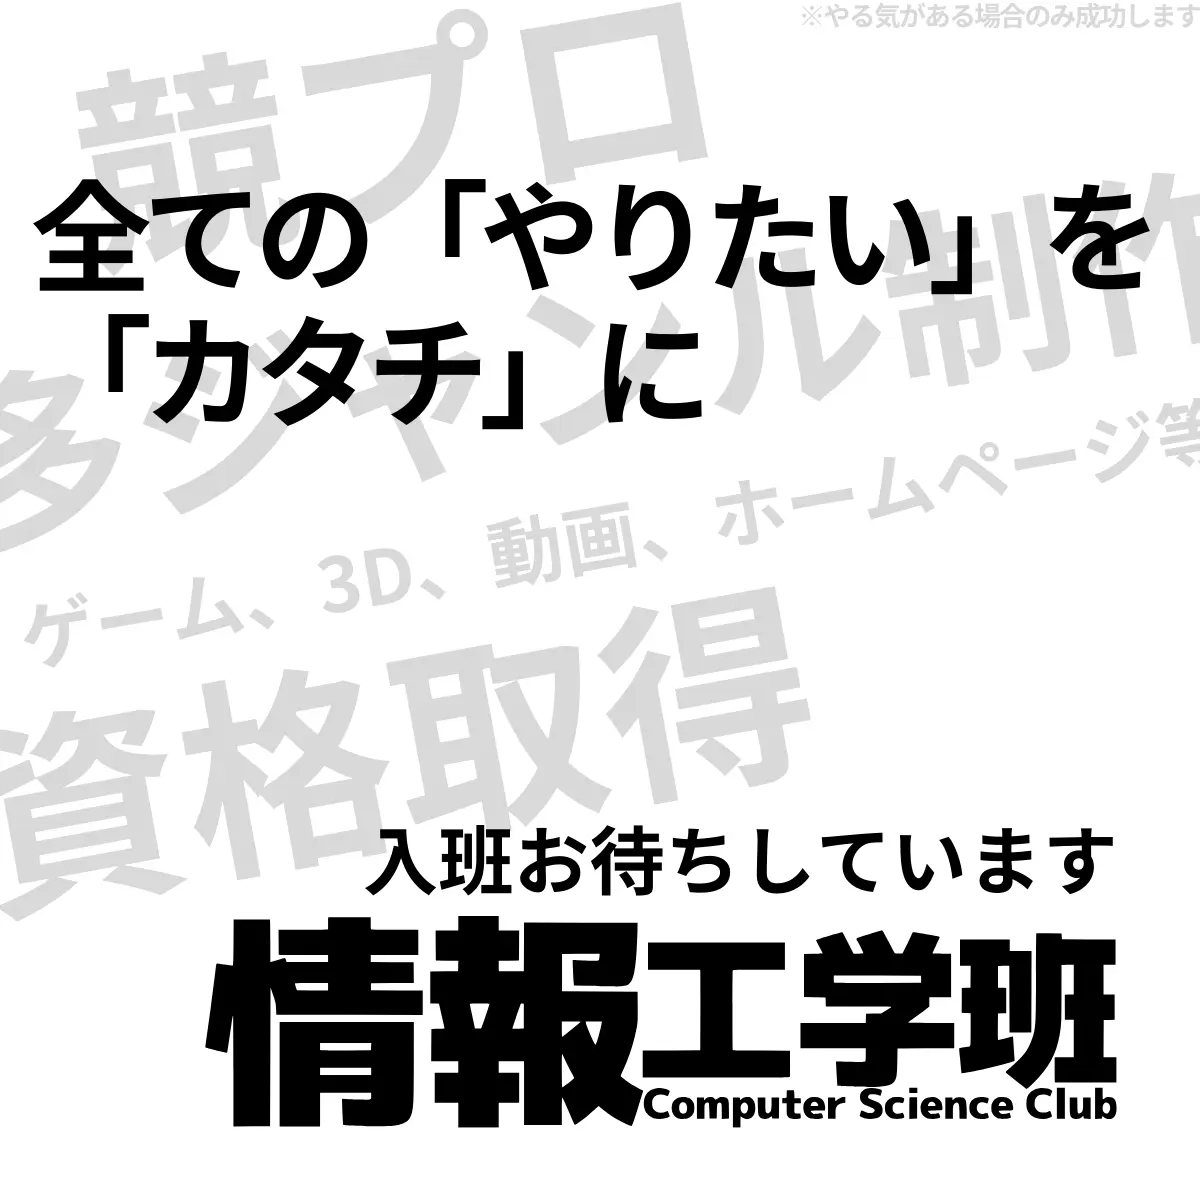 ※やる気がある場合のみ成功します
競プロ
全ての「やりたい」を
「カタチ」に
多ジャンル制作
ゲーム、3D、動画、ホームページ等
資格取得
入班お待ちしています
情報工学班
Computer Science Club